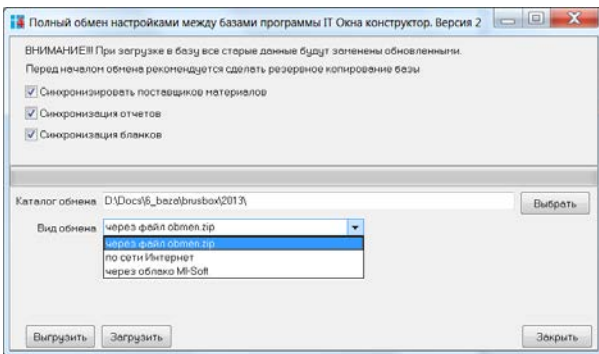 Полный обмен настройками между базами программы IT Окна конструктор. Версия 2
ВНИМАНИЕ!!! При загрузке в базу все старые данные будут заменены обновленными.
Перед началом обмена рекомендуется сделать резервное копирование базы
Синхронизировать поставщиков материалов
Синхронизация отчетов
Синхронизация бланков
Каталог обмена D:\Docs\6_baza\brusbox\2013\ Выбрать
Вид обмена через файл obmen.zip
через файл obmen.zip
по сети Интернет
через облако MI-Soft
Выгрузить Загрузить Закрыть